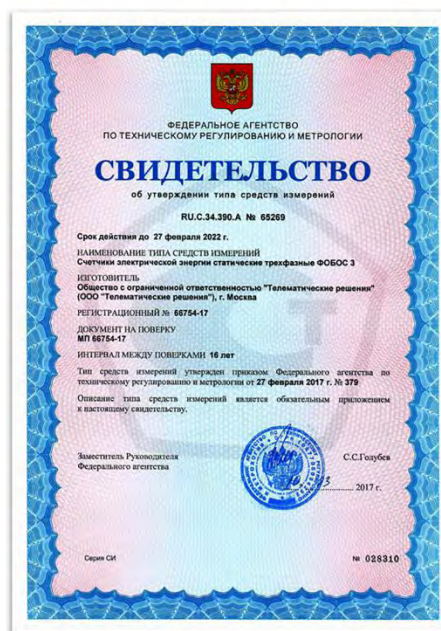 ФЕДЕРАЛЬНОЕ АГЕНТСТВО
ПО ТЕХНИЧЕСКОМУ РЕГУЛИРОВАНИЮ И МЕТРОЛОГИИ
СВИДЕТЕЛЬСТВО
об утверждении типа средств измерений
RU.C.34.390.A № 65269
Срок действия до 27 февраля 2022 г.
НАИМЕНОВАНИЕ ТИПА СРЕДСТВ ИЗМЕРЕНИЙ
Счетчики электрической энергии статические трехфазные ФОБОС 3
ИЗГОТОВИТЕЛЬ
Общество с ограниченной ответственностью "Телематические решения"
(ООО "Телематические решения"), г. Москва
РЕГИСТРАЦИОННЫЙ № 66754-17
ДОКУМЕНТ НА ПОВЕРКУ
МП 66754-17
ИНТЕРВАЛ МЕЖДУ ПОВЕРКАМИ 16 лет
Тип средств измерений утвержден приказом Федерального агентства по
техническому регулированию и метрологии от 27 февраля 2017 г. № 379
Описание типа средств измерений является обязательным приложением
к настоящему свидетельству.
Заместитель Руководителя
Федерального агентства
С.С.Голубев
03
2017 г.
Серия СИ
№ 028310